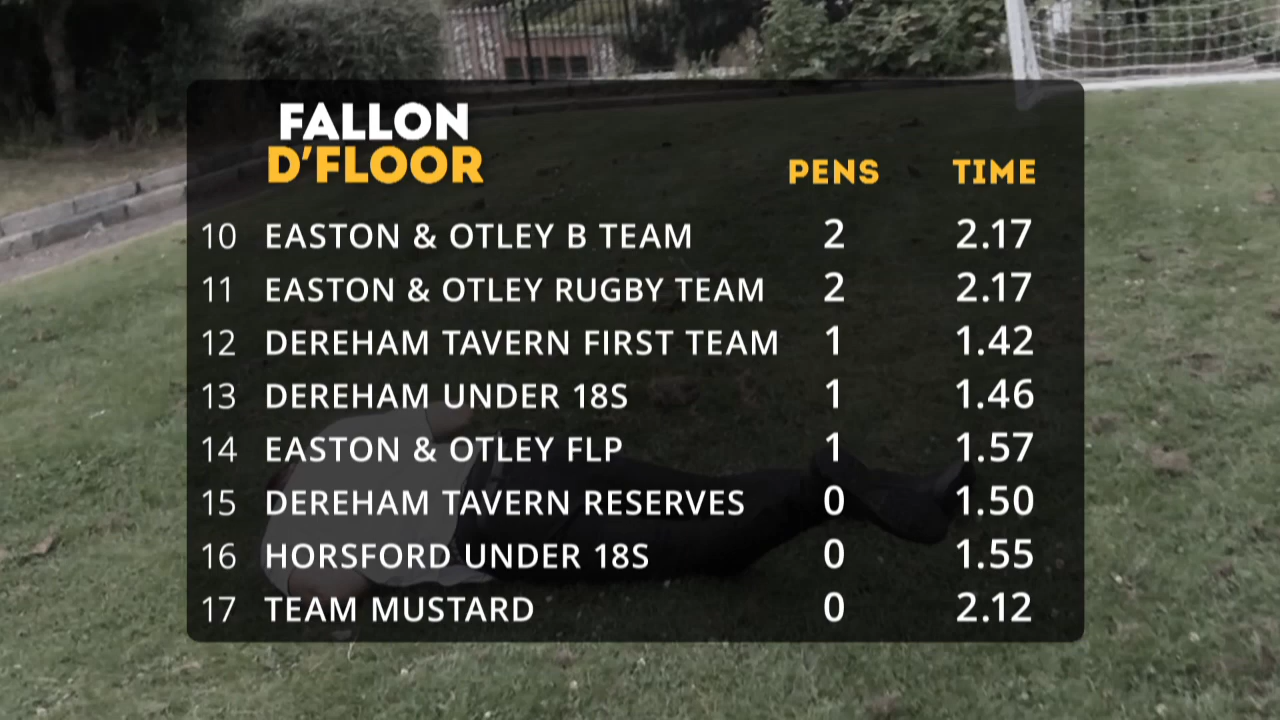 FALLON
D'FLOOR
PENS TIME
10 EASTON & OTLEY B TEAM 2 2.17
11 EASTON & OTLEY RUGBY TEAM 2 2.17
12 DEREHAM TAVERN FIRST TEAM 1 1.42
13 DEREHAM UNDER 18S 1 1.46
14 EASTON & OTLEY FLP 1 1.57
15 DEREHAM TAVERN RESERVES 0 1.50
16 HORSFORD UNDER 18S 0 1.55
17 TEAM MUSTARD 0 2.12